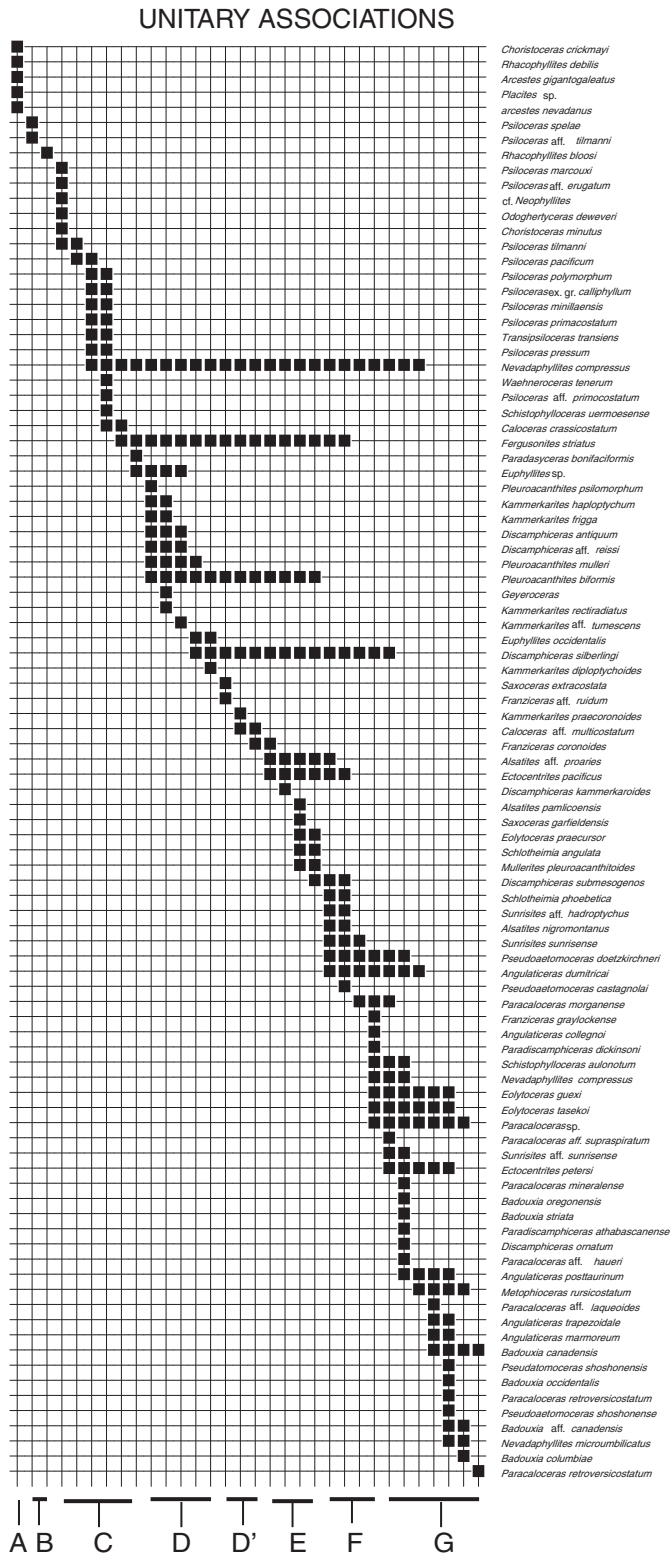 UNITARY ASSOCIATIONS
Choristoceras crickmayi
Rhacophyllites debilis
Arcestes gigantogaleatus
Placites sp.
arcestes nevadanus
Psiloceras spelae
Psiloceras aff. tilmanni
Rhacophyllites bloosi
Psiloceras marcouxi
Psiloceras aff. erugatum
cf. Neophyllites
Odoghertyceras deweveri
Choristoceras minutus
Psiloceras tilmanni
Psiloceras pacificum
Psiloceras polymorphum
Psiloceras ex. gr. calliphyllum
Psiloceras minillaensis
Psiloceras primacostatum
Transipsiloceras transiens
Psiloceras pressum
Nevadaphyllites compressus
Waehneroceras tenerum
Psiloceras aff. primocostatum
Schistophylloceras uermoesense
Caloceras crassicostatum
Fergusonites striatus
Paradasyceras bonifaciformis
Euphyllites sp.
Pleuroacanthites psilomorphum
Kammerkarites haploptychum
Kammerkarites frigga
Discamphiceras antiquum
Discamphiceras aff. reissi
Pleuroacanthites mulleri
Pleuroacanthites biformis
Geyeroceras
Kammerkarites rectiradiatus
Kammerkarites aff. tumescens
Euphyllites occidentalis
Discamphiceras silberlingi
Kammerkarites diploptychoides
Saxoceras extracostata
Franziceras aff. ruidum
Kammerkarites praecoronoides
Caloceras aff. multicostatum
Franziceras coronoides
Alsatites aff. proaries
Ectocentrites pacificus
Discamphiceras kammerkaroides
Alsatites pamlicoensis
Saxoceras garfieldensis
Eolytoceras praecursor
Schlotheimia angulata
Mullerites pleuroacanthitoides
Discamphiceras submesogenos
Schlotheimia phoebetica
Sunrisites aff. hadroptychus
Alsatites nigromontanus
Sunrisites sunrisense
Pseudoaetomoceras doetzkirchneri
Angulaticeras dumitricai
Pseudoaetomoceras castagnolai
Paracaloceras morganense
Franziceras graylockense
Angulaticeras collegnoi
Paradiscamphiceras dickinsoni
Schistophylloceras aulonotum
Nevadaphyllites compressus
Eolytoceras guexi
Eolytoceras tasekoi
Paracaloceras sp.
Paracaloceras aff. supraspiratum
Sunrisites aff. sunrisense
Ectocentrites petersi
Paracaloceras mineralense
Badouxia oregonensis
Badouxia striata
Paradiscamphiceras athabascanense
Discamphiceras ornatum
Paracaloceras aff. haueri
Angulaticeras posttaurinum
Metophioceras rursicostatum
Paracaloceras aff. laqueoides
Angulaticeras trapezoidale
Angulaticeras marmoreum
Badouxia canadensis
Pseudatomoceras shoshonensis
Badouxia occidentalis
Paracaloceras retroversicostatum
Pseudoaetomoceras shoshonense
Badouxia aff. canadensis
Nevadaphyllites microumbilicatus
Badouxia columbiae
Paracaloceras retroversicostatum
A B C D D' E F G